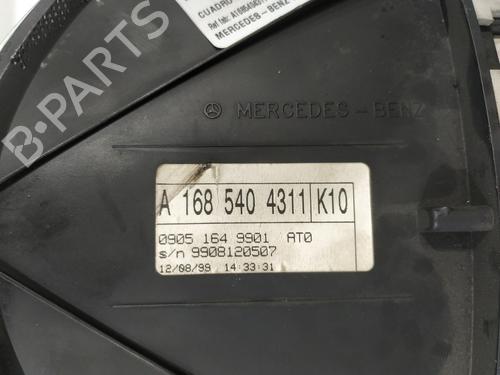 CUADRO
MERCEDES-BENZ
B-PARTS
MERCEDES-BENZ
A 168 540 4311 K10
0905 164 9901 AT0
s/n 9908120507
12/08/99 14:33:31